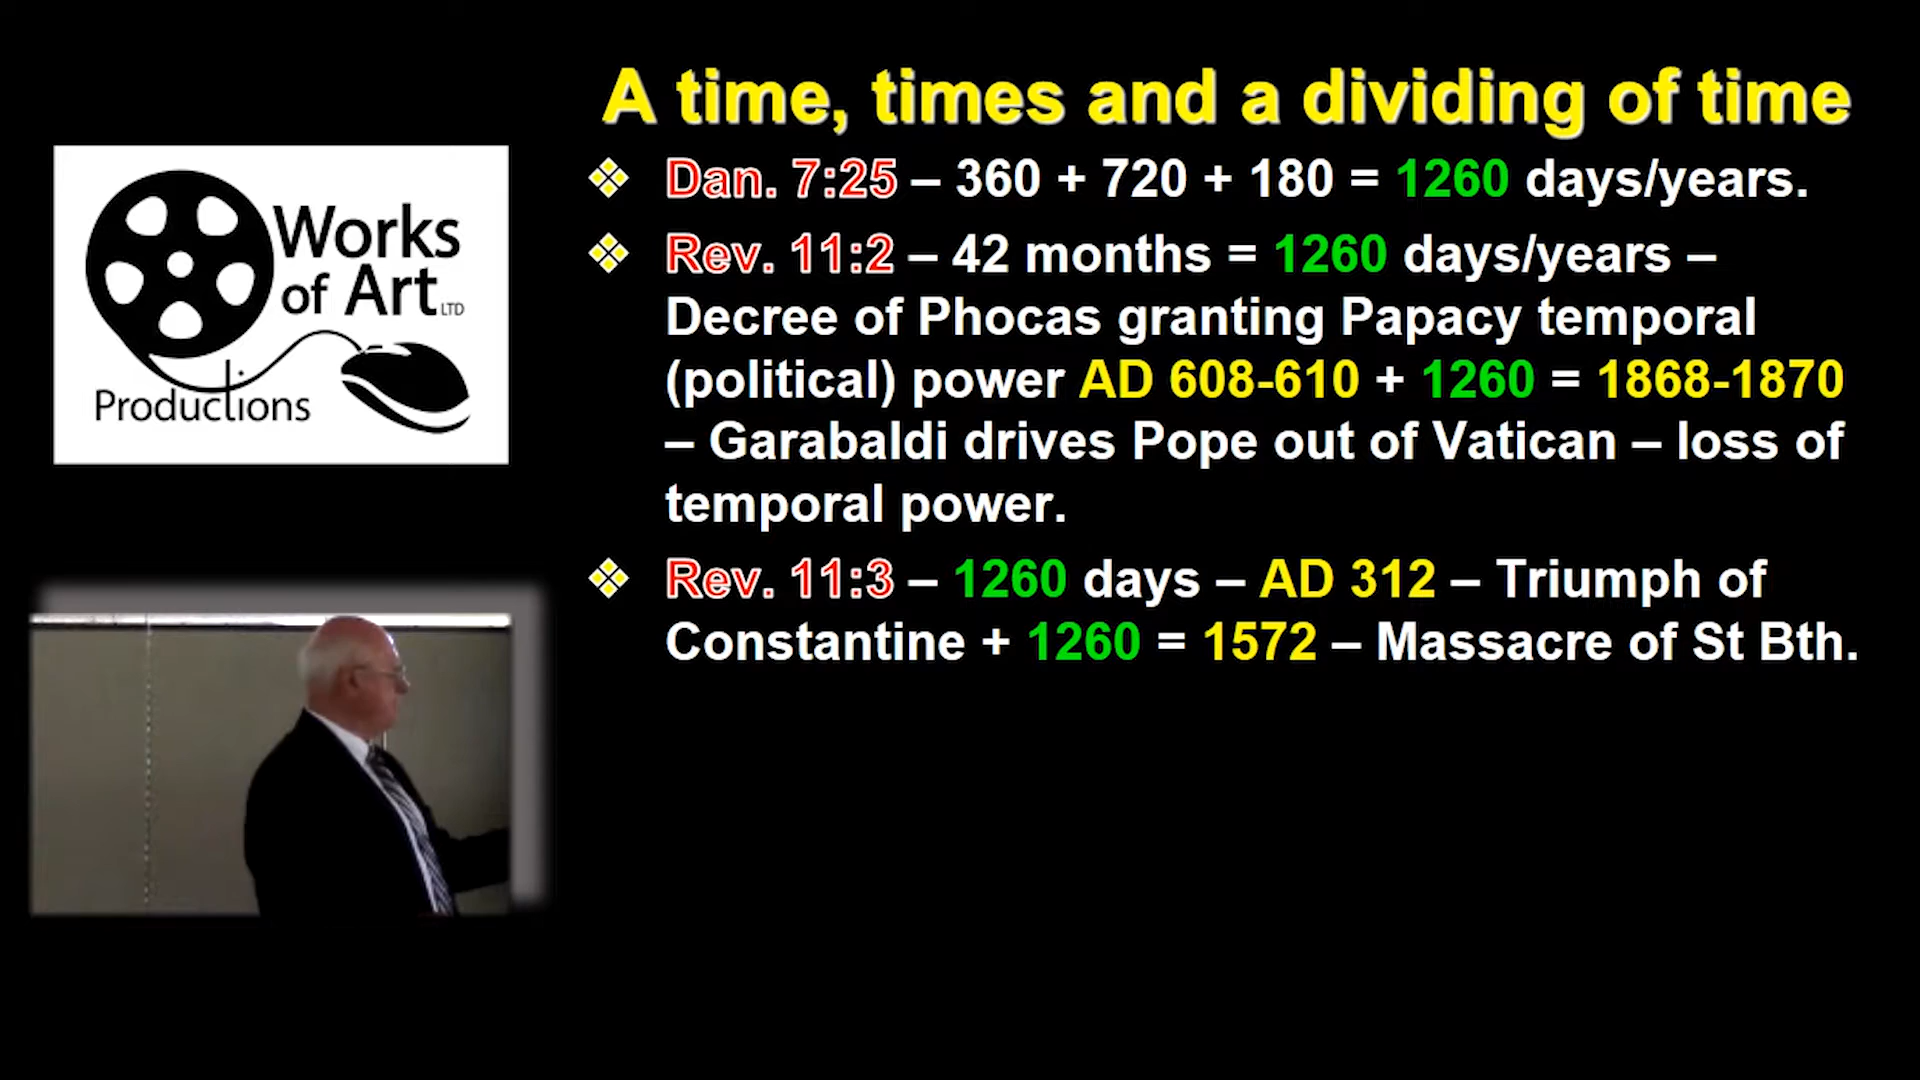 Works
of Art LTD
Productions
A time, times and a dividing of time
Dan. 7:25 – 360 + 720 + 180 = 1260 days/years.
Rev. 11:2 – 42 months = 1260 days/years –
Decree of Phocas granting Papacy temporal
(political) power AD 608-610 + 1260 = 1868-1870
– Garabaldi drives Pope out of Vatican – loss of
temporal power.
Rev. 11:3 – 1260 days – AD 312 – Triumph of
Constantine + 1260 = 1572 – Massacre of St Bth.